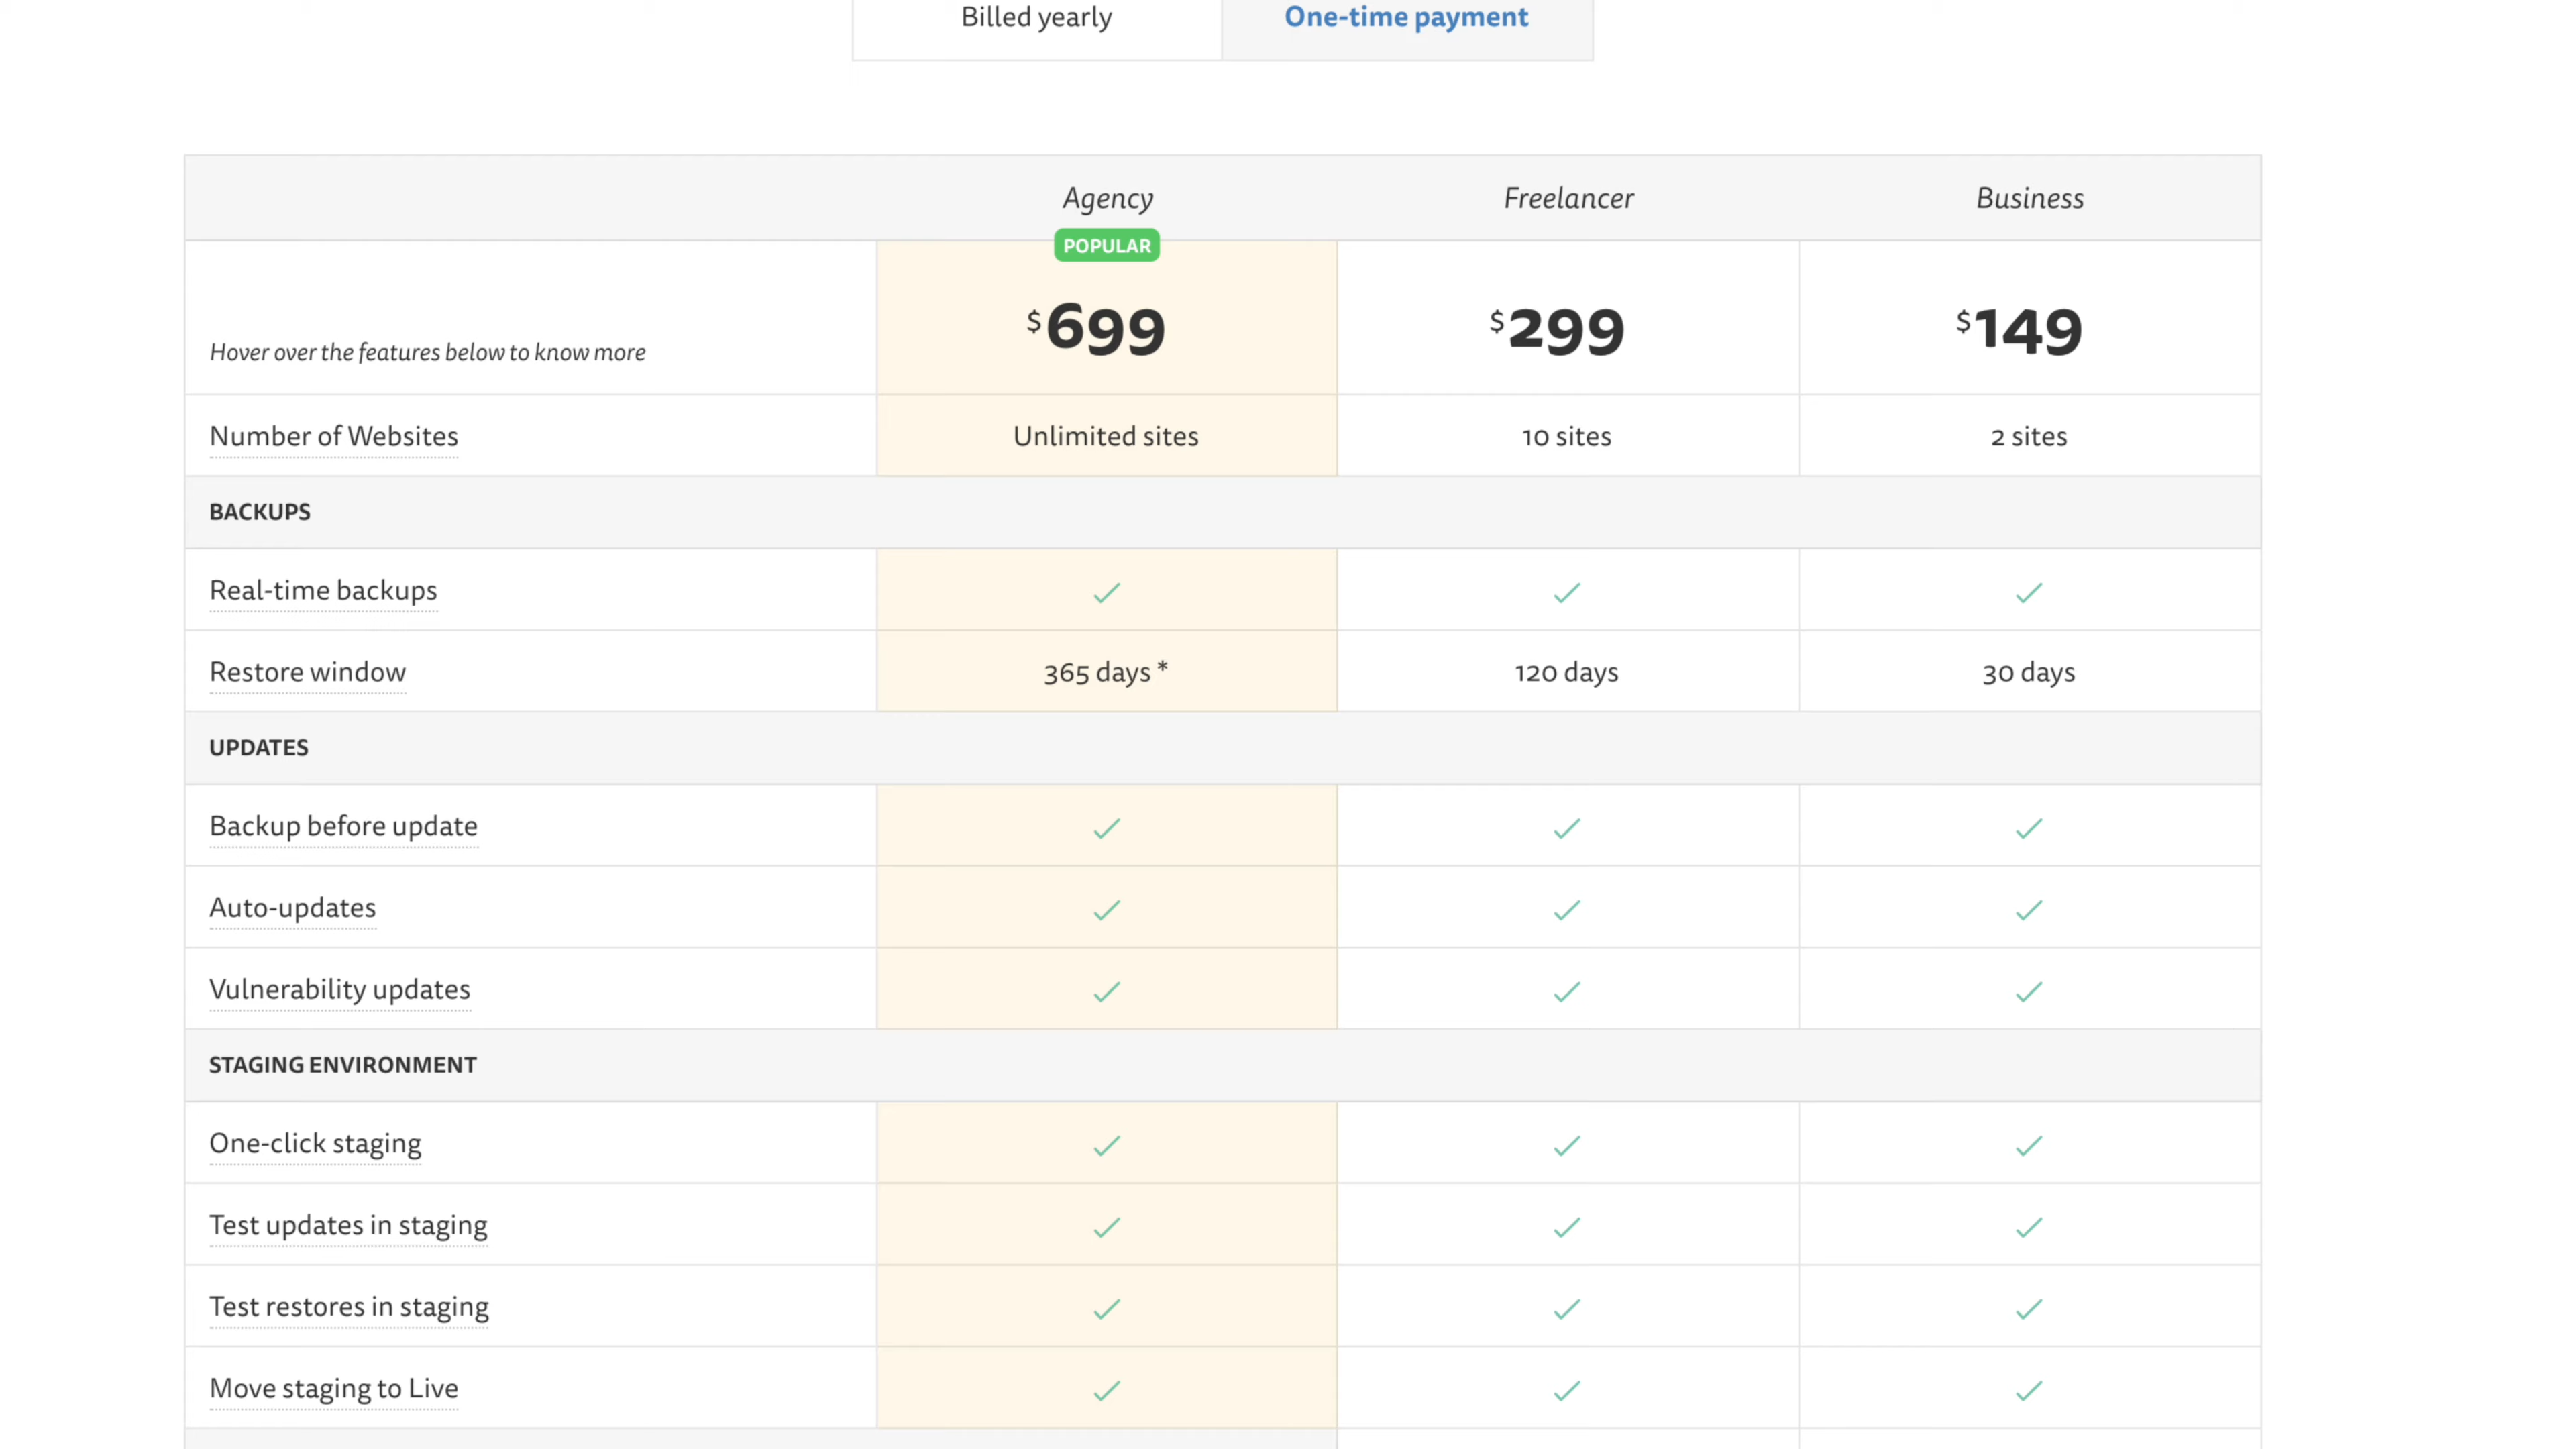 Billed yearly One-time payment
Agency Freelancer Business
POPULAR
$699 $299 $149
Hover over the features below to know more
Number of Websites Unlimited sites 10 sites 2 sites
BACKUPS
Real-time backups ✓ ✓ ✓
Restore window 365 days * 120 days 30 days
UPDATES
Backup before update ✓ ✓ ✓
Auto-updates ✓ ✓ ✓
Vulnerability updates ✓ ✓ ✓
STAGING ENVIRONMENT
One-click staging ✓ ✓ ✓
Test updates in staging ✓ ✓ ✓
Test restores in staging ✓ ✓ ✓
Move staging to Live ✓ ✓ ✓